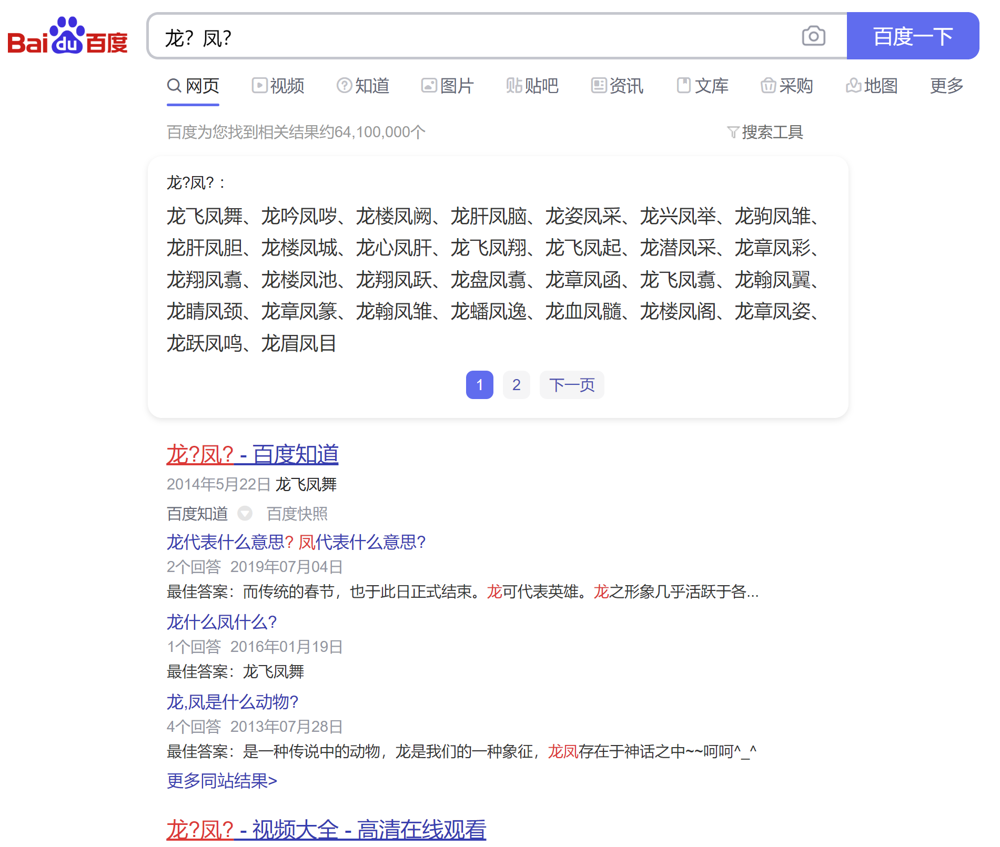 Bai du 百度
龙？凤？
百度一下
网页 视频 知道 图片 贴吧 资讯 文库 采购 地图 更多
百度为您找到相关结果约64,100,000个 搜索工具
龙?凤?：
龙飞凤舞、龙吟凤哕、龙楼凤阙、龙肝凤脑、龙姿凤采、龙兴凤举、龙驹凤雏、
龙肝凤胆、龙楼凤城、龙心凤肝、龙飞凤翔、龙飞凤起、龙潜凤采、龙章凤彩、
龙翔凤翥、龙楼凤池、龙翔凤跃、龙盘凤翥、龙章凤函、龙飞凤翥、龙翰凤翼、
龙睛凤颈、龙章凤篆、龙翰凤雏、龙蟠凤逸、龙血凤髓、龙楼凤阁、龙章凤姿、
龙跃凤鸣、龙眉凤目
1 2 下一页
龙?凤? - 百度知道
2014年5月22日 龙飞凤舞
百度知道 百度快照
龙代表什么意思? 凤代表什么意思?
2个回答 2019年07月04日
最佳答案：而传统的春节，也于此日正式结束。龙可代表英雄。龙之形象几乎活跃于各...
龙什么凤什么?
1个回答 2016年01月19日
最佳答案：龙飞凤舞
龙,凤是什么动物?
4个回答 2013年07月28日
最佳答案：是一种传说中的动物，龙是我们的一种象征，龙凤存在于神话之中~~呵呵^_^
更多同站结果>
龙?凤? - 视频大全 - 高清在线观看